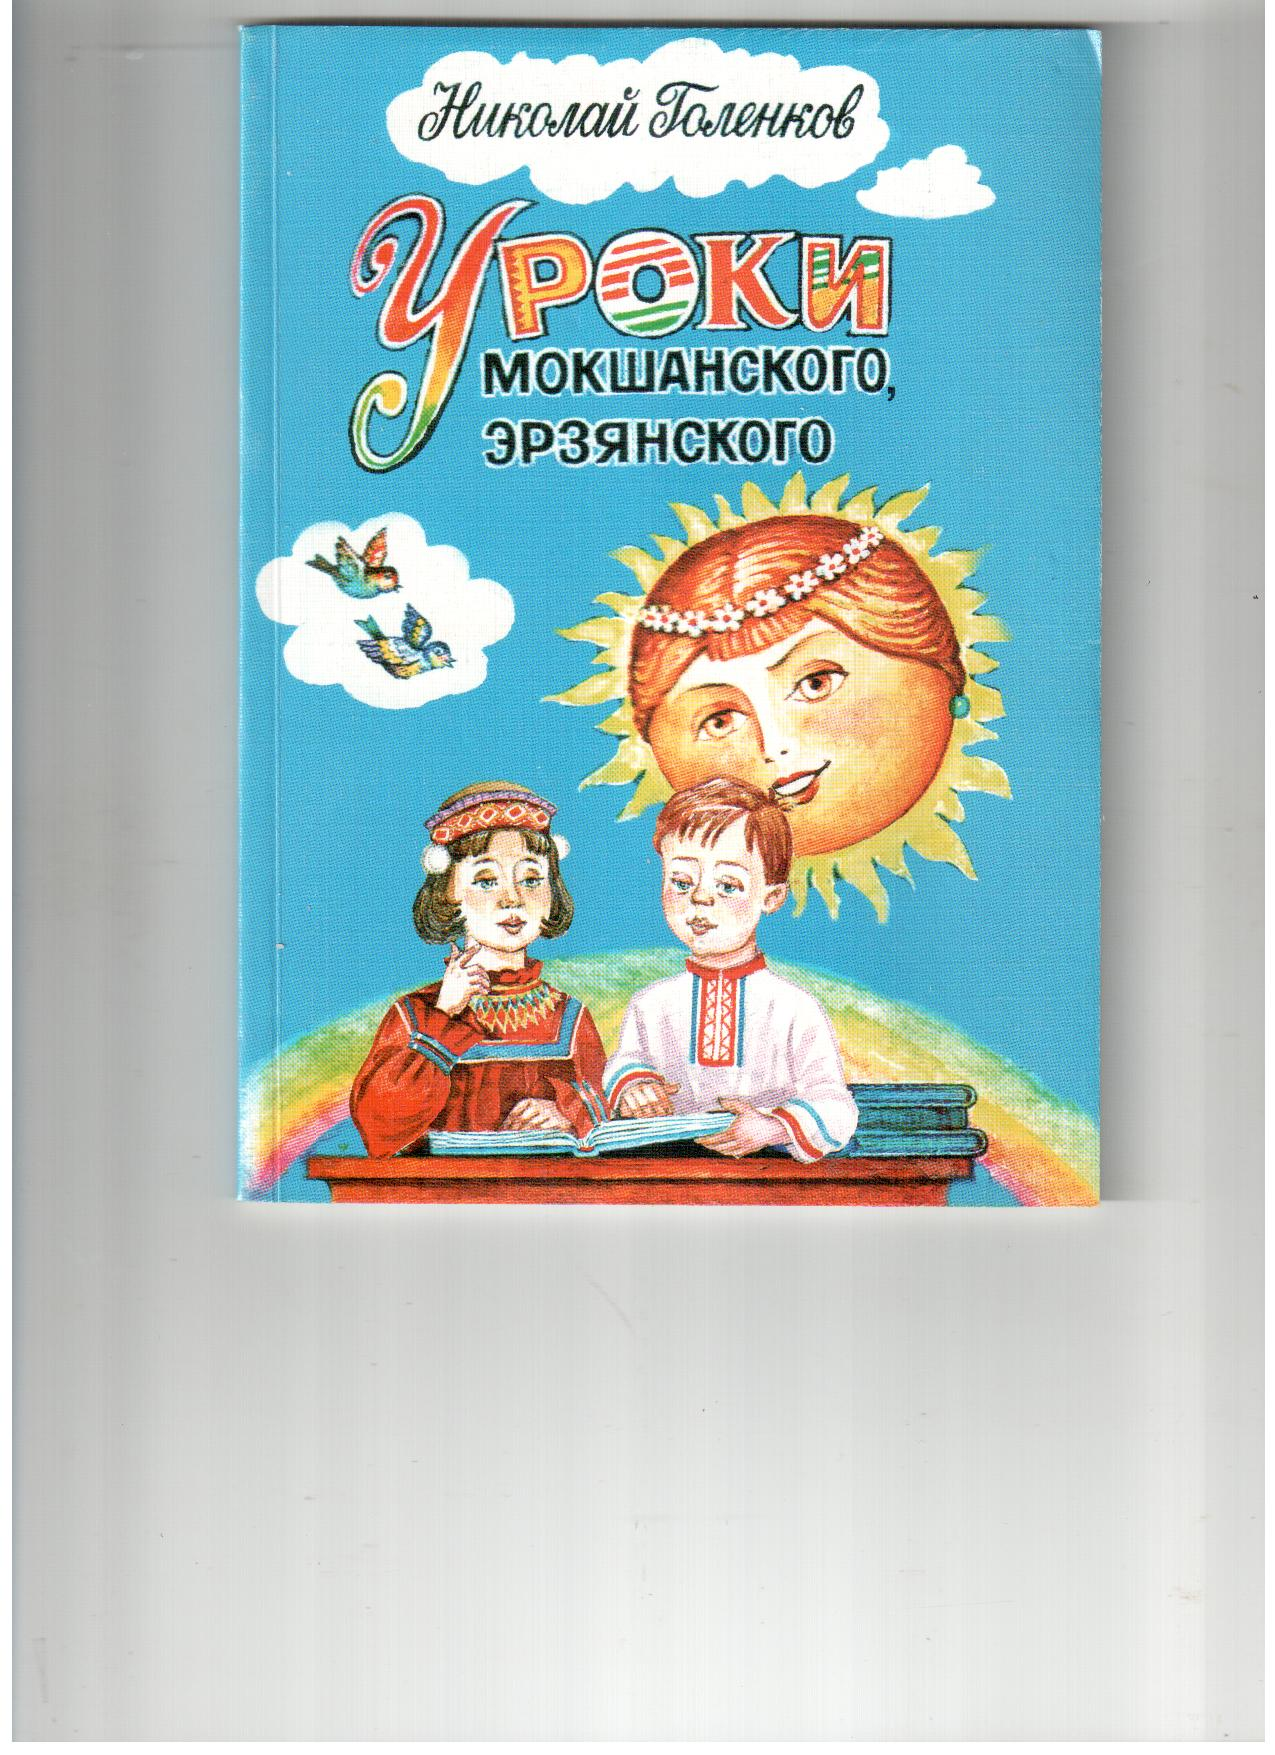 Николай Голенков
Уроки
мокшанского,
эрзянского